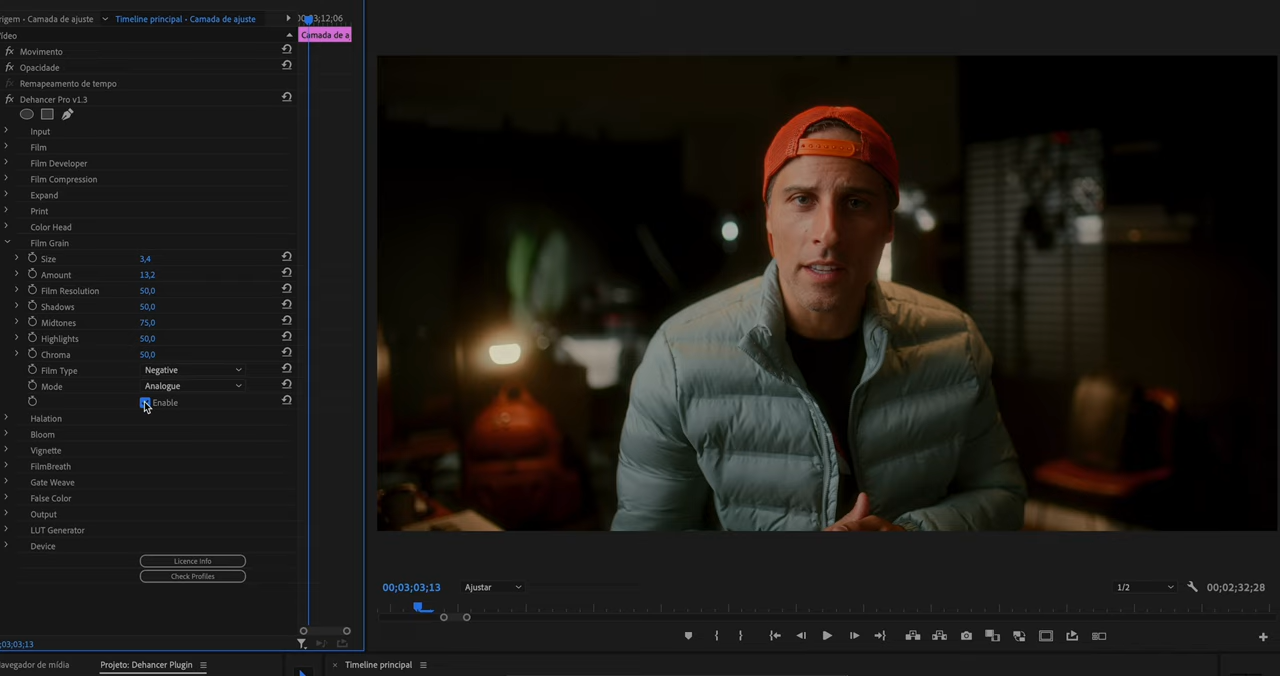 rigem - Camada de ajuste Timeline principal - Camada de ajuste
03;12;06
ídeo
Camada de a
fx Movimento
fx Opacidade
fx Remapeamento de tempo
fx Dehancer Pro v1.3
Input
Film
Film Developer
Film Compression
Expand
Print
Color Head
Film Grain
Size 3,4
Amount 13,2
Film Resolution 50,0
Shadows 50,0
Midtones 75,0
Highlights 50,0
Chroma 50,0
Film Type Negative
Mode Analogue
Enable
Halation
Bloom
Vignette
FilmBreath
Gate Weave
False Color
Output
LUT Generator
Device
Licence Info
Check Profiles
;03;03;13
00;03;03;13 Ajustar 1/2 00;02;32;28
avegador de mídia Projeto: Dehancer Plugin × Timeline principal